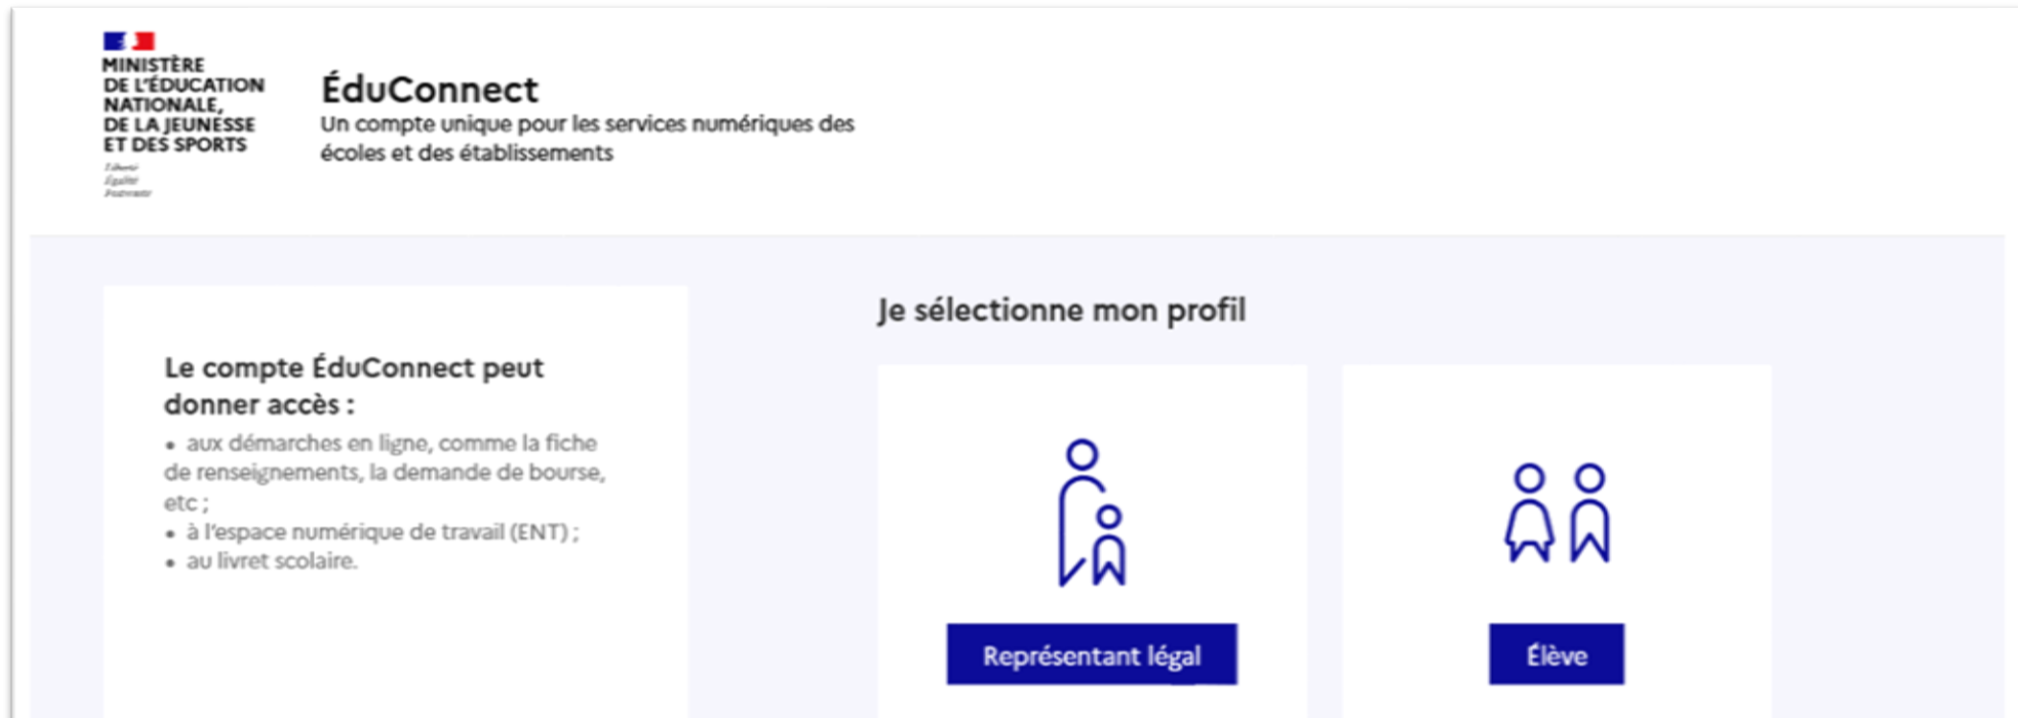 MINISTÈRE
DE L'ÉDUCATION
NATIONALE,
DE LA JEUNESSE
ET DES SPORTS
Liberté
Égalité
Fraternité
ÉduConnect
Un compte unique pour les services numériques des
écoles et des établissements
Le compte ÉduConnect peut
donner accès :
• aux démarches en ligne, comme la fiche
de renseignements, la demande de bourse,
etc ;
• à l'espace numérique de travail (ENT) ;
• au livret scolaire.
Je sélectionne mon profil
Représentant légal
Élève